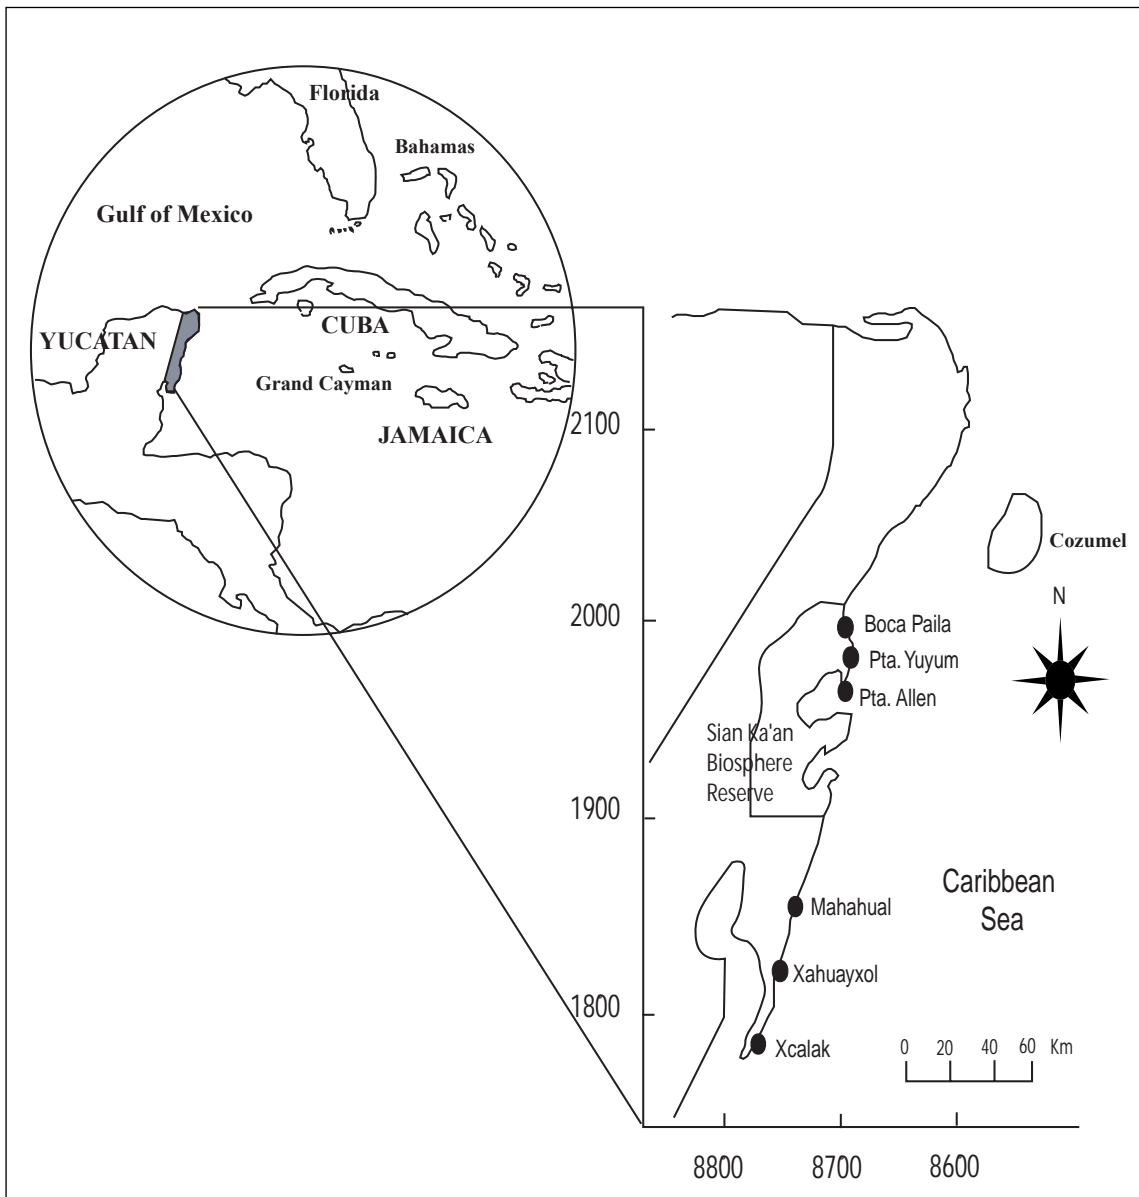 Florida
Bahamas
Gulf of Mexico
YUCATAN
CUBA
Grand Cayman
JAMAICA
2100
Cozumel
N
2000
Boca Paila
Pta. Yuyum
Pta. Allen
Sian Ka'an
Biosphere
Reserve
1900
Caribbean
Sea
Mahahual
Xahuayxol
1800
Xcalak
0 20 40 60 Km
8800 8700 8600